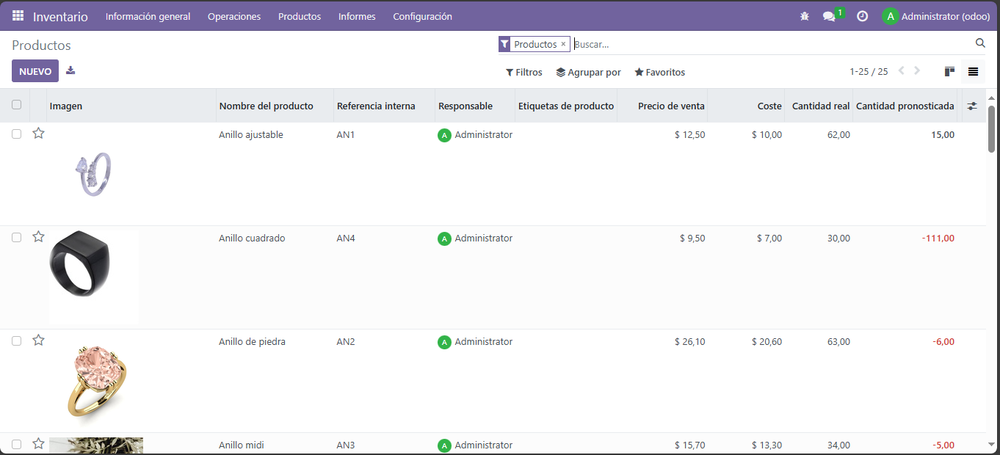 Inventario Información general Operaciones Productos Informes Configuración 1 A Administrator (odoo)
Productos Productos × Buscar...
NUEVO Filtros Agrupar por Favoritos 1-25 / 25
Imagen Nombre del producto Referencia interna Responsable Etiquetas de producto Precio de venta Coste Cantidad real Cantidad pronosticada
Anillo ajustable AN1 A Administrator $ 12,50 $ 10,00 62,00 15,00
Anillo cuadrado AN4 A Administrator $ 9,50 $ 7,00 30,00 -111,00
Anillo de piedra AN2 A Administrator $ 26,10 $ 20,60 63,00 -6,00
Anillo midi AN3 A Administrator $ 15,70 $ 13,30 34,00 -5,00